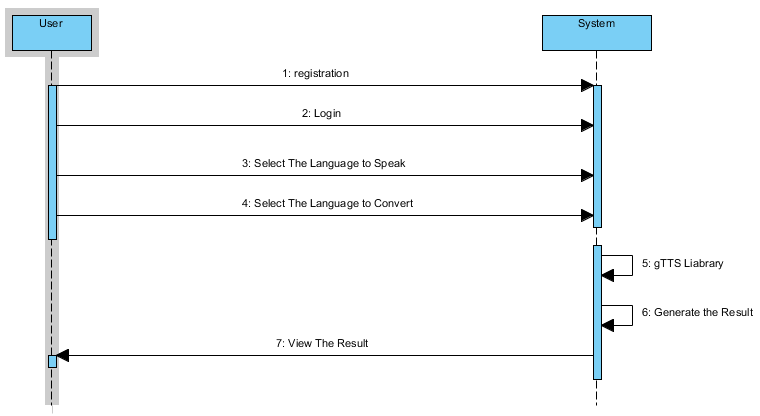 User
System
1: registration
2: Login
3: Select The Language to Speak
4: Select The Language to Convert
5: gTTS Liabrary
6: Generate the Result
7: View The Result